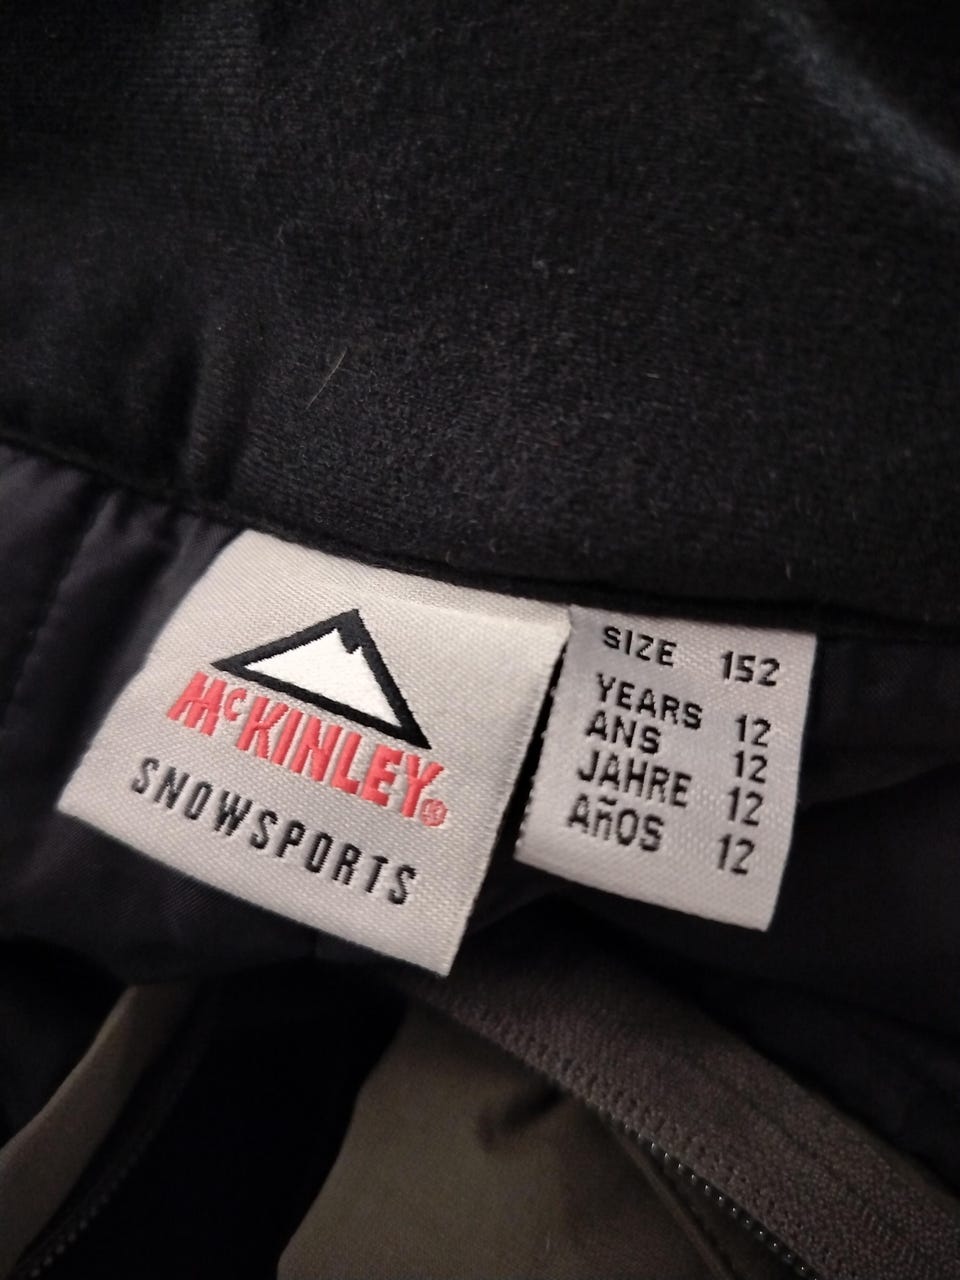 McKINLEY®
SNOWSPORTS
SIZE 152
YEARS 12
ANS 12
JAHRE 12
AñOS 12